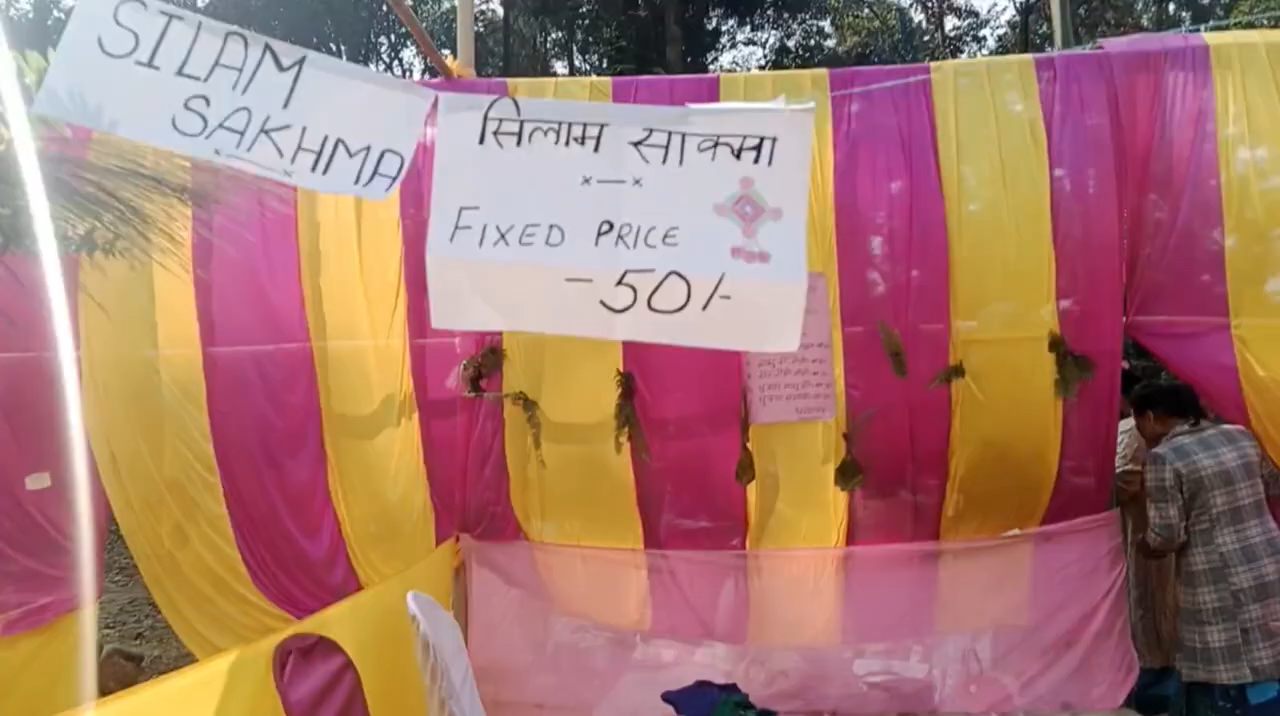 SILAM
SAKHMA
सिलाम साक्मा
x—x
FIXED PRICE
-50/-